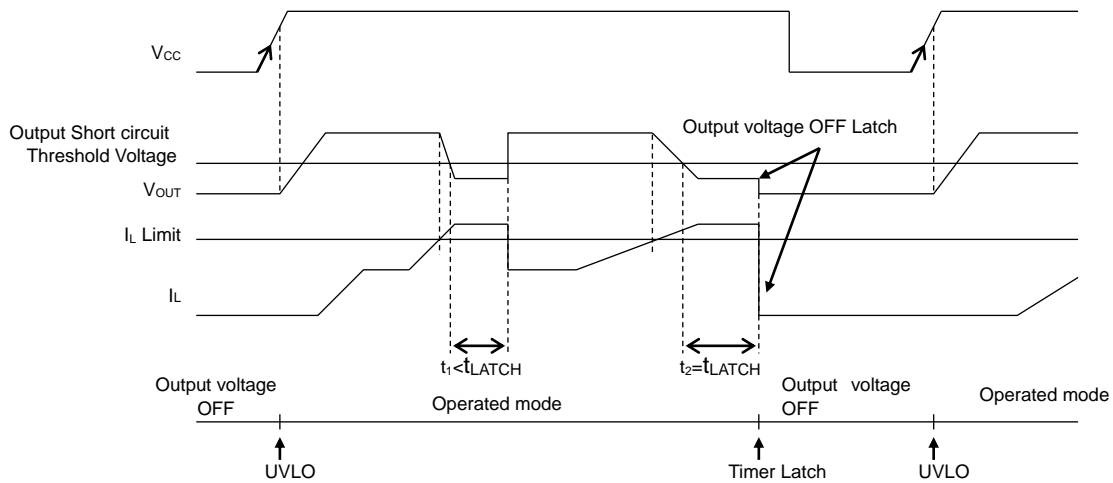 VCC
Output Short circuit
Threshold Voltage
Output voltage OFF Latch
VOUT
IL Limit
IL
t1<tLATCH
t2=tLATCH
Output voltage
OFF
Operated mode
Output voltage
OFF
Operated mode
UVLO
Timer Latch
UVLO